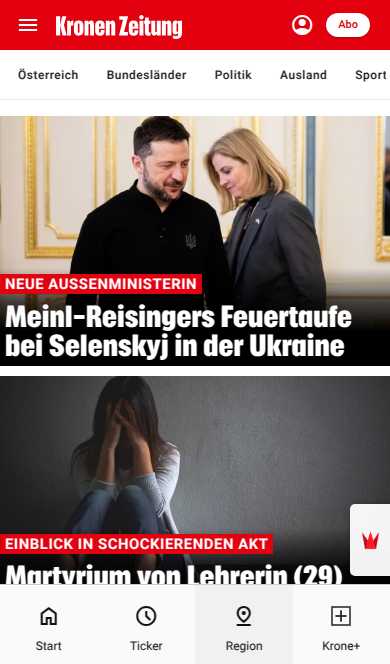 Kronen Zeitung
Abo
Österreich Bundesländer Politik Ausland Sport
NEUE AUSSENMINISTERIN
Meinl-Reisingers Feuertaufe
bei Selenskyj in der Ukraine
EINBLICK IN SCHOCKIERENDEN AKT
Martyrium von Lehrerin (29)
Start Ticker Region Krone+